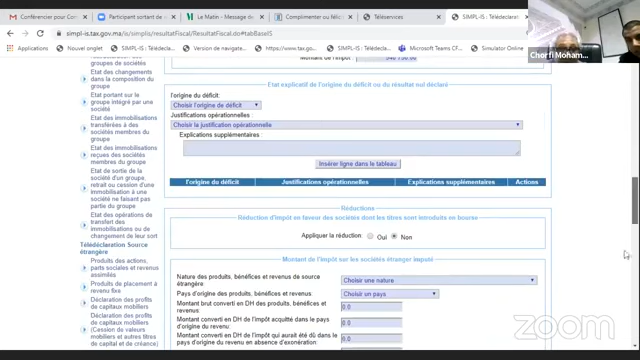 Conférencier pour Con
Participant sortant de
Le Matin - Message de
Complimenter ou félic
Téléservices
SIMPL-IS : Télédéclara
simpl-is.tax.gov.ma/ie/simplis/resultatFiscal/ResultatFiscal.do#tabBaseIS
Applications
Nouvel onglet
SIMPL-IS : Télédéc...
Vérification de la v...
https://www.tax.gov...
Microsoft Teams CF...
Simulator Online
SIMPL-IS : Télédéc...
Chorfi Moham...
groupes de sociétés
Etat des changements dans la composition du groupe
Etat portant sur le groupe intégré par une société
Etat des immobilisations transférées à des sociétés membres du groupe
Etat des immobilisations reçues des sociétés membres du groupe
Etat de sortie de la société d'un groupe, retrait ou cession d'une immobilisation à une société ne faisant pas partie du groupe
Etat des opérations de transfert des immobilisations ou de changement de leur sort
Télédéclaration Source étrangère
Produits des actions, parts sociales et revenus assimilés
Produits de placement à revenu fixe
Déclaration des profits de capitaux mobiliers
Déclaration des profits de capitaux mobiliers (Cession de valeurs mobiliers et autres titres de capital et de créance)
Montant de l'impôt :
Etat explicatif de l'origine du déficit ou du résultat nul déclaré
l'origine du déficit:
Choisir l'origine de déficit
Justifications opérationnelles :
Choisir la justification opérationnelle
Explications supplémentaires :
Insérer ligne dans le tableau
l'origine du déficit
Justifications opérationnelles
Explications supplémentaires
Actions
Réductions
Réduction d'impôt en faveur des sociétés dont les titres sont introduits en bourse
Appliquer la réduction: Oui Non
Montant de l'impôt sur les sociétés étranger imputé
Nature des produits, bénéfices et revenus de source étrangère:
Choisir une nature
Pays d'origine des produits, bénéfices et revenus:
Choisir un pays
Montant brut converti en DH des produits, bénéfices et revenus:
0.0
Montant converti en DH de l'impôt acquitté dans le pays d'origine du revenu:
0.0
Montant converti en DH de l'impôt qui aurait été dû dans le pays d'origine du revenu en absence d'exonération:
0.0
zoom